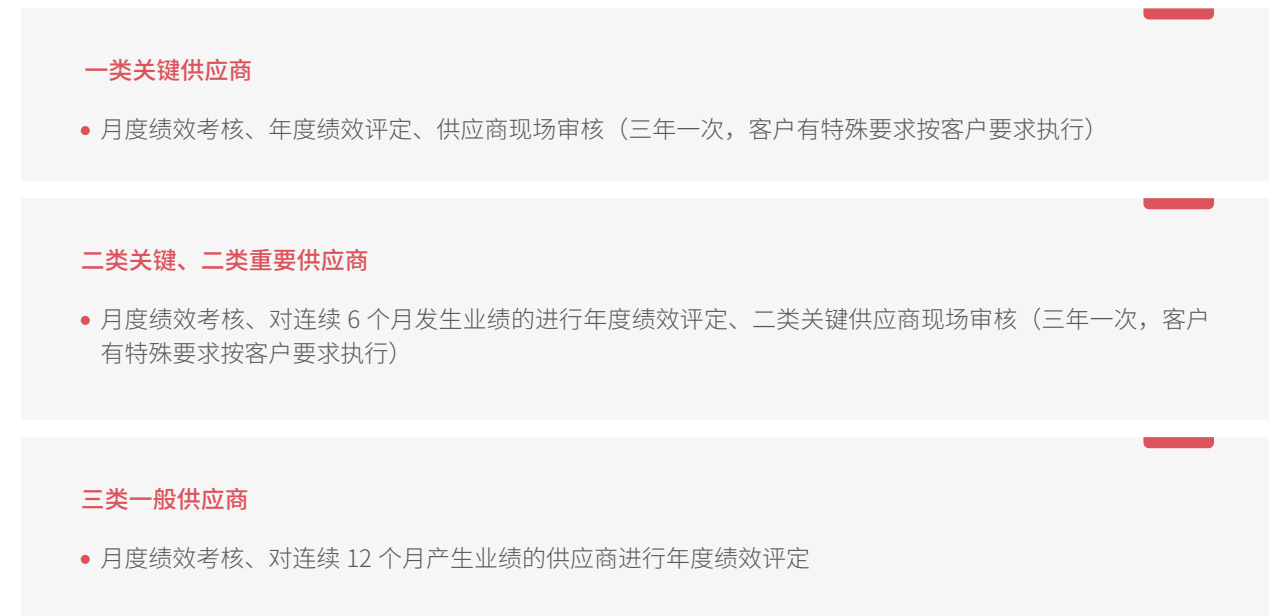 一类关键供应商
月度绩效考核、年度绩效评定、供应商现场审核（三年一次，客户有特殊要求按客户要求执行）
二类关键、二类重要供应商
月度绩效考核、对连续 6 个月发生业绩的进行年度绩效评定、二类关键供应商现场审核（三年一次，客户
有特殊要求按客户要求执行）
三类一般供应商
月度绩效考核、对连续 12 个月产生业绩的供应商进行年度绩效评定